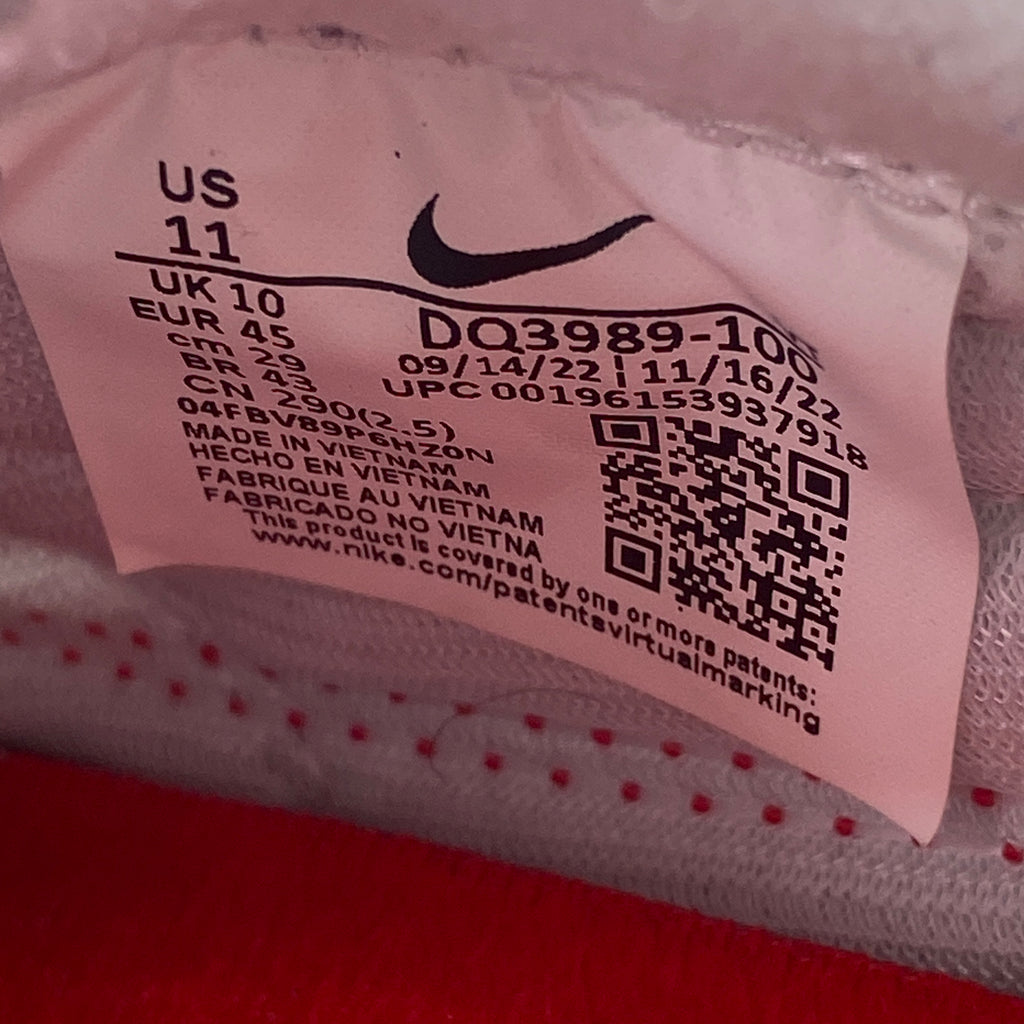 US
11
UK 10
EUR 45
cm 29
BR 43
CN 290(2.5)
04FBV89P6HZ0N
MADE IN VIETNAM
HECHO EN VIETNAM
FABRIQUE AU VIETNAM
FABRICADO NO VIETNA
This product is covered by one or more patents:
www.nike.com/patentsvirtualmarking
DQ3989-100
09/14/22 | 11/16/22
UPC 00196153937918